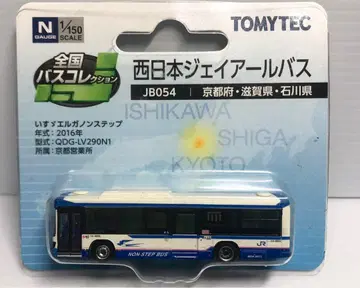 N
GAUGE
1/150
SCALE
TOMYTEC
全国
バスコレクション
西日本ジェイアールバス
JB054 京都府・滋賀県・石川県
いすゞエルガノンステップ
年式:2016年
型式:QDG-LV290N1
所属:京都営業所
ISHIKAWA
SHIGA
KYOTO
NON STEP BUS
JR